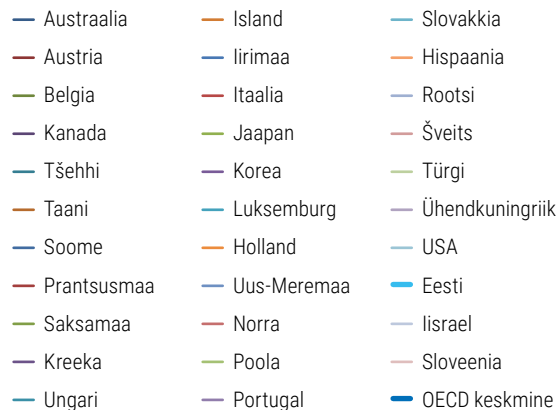 Austraalia
Austria
Belgia
Kanada
Tšehhi
Taani
Soome
Prantsusmaa
Saksamaa
Kreeka
Ungari
Island
Iirimaa
Itaalia
Jaapan
Korea
Luksemburg
Holland
Uus-Meremaa
Norra
Poola
Portugal
Slovakkia
Hispaania
Rootsi
Šveits
Türgi
Ühendkuningriik
USA
Eesti
Iisrael
Sloveenia
OECD keskmine